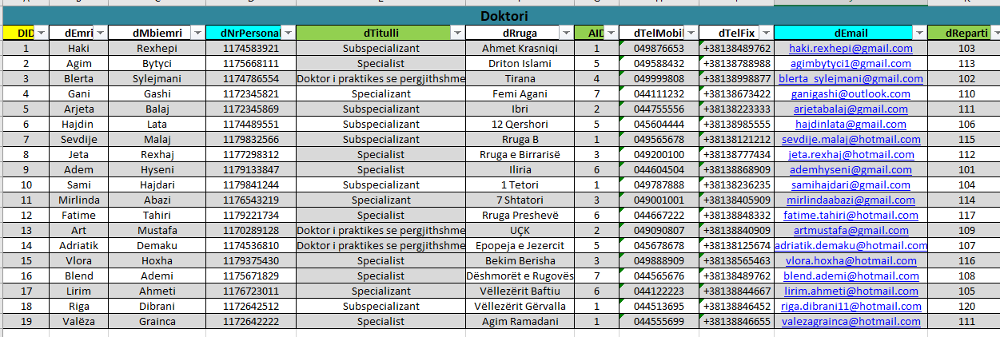 Doktori
DID dEmri dMbiemri dNrPersonal dTitulli dRruga AID dTelMobil dTelFix dEmail dReparti
1 Haki Rexhepi 1174583921 Subspecializant Ahmet Krasniqi 1 049876653 +38138489762 haki.rexhepi@gmail.com 103
2 Agim Bytyci 1175668111 Specialist Driton Islami 5 049588432 +38138788988 agimbytyci1@gmail.com 113
3 Blerta Sylejmani 1174786554 Doktor i praktikes se pergjithshme Tirana 4 049999808 +38138998877 blerta_sylejmani@gmail.com 102
4 Gani Gashi 1172345821 Specializant Femi Agani 7 044111232 +38138673422 ganigashi@outlook.com 110
5 Arjeta Balaj 1172345869 Subspecializant Ibri 2 044755556 +38138223333 arjetabalaj@gmail.com 111
6 Hajdin Lata 1174489551 Subspecializant 12 Qershori 5 045604444 +38138985555 hajdinlata@gmail.com 106
7 Sevdije Malaj 1179832566 Subspecializant Rruga B 1 049565678 +38138121212 sevdije.malaj@hotmail.com 115
8 Jeta Rexhaj 1177298312 Specialist Rruga e Birrarisë 3 049200100 +38138777434 jeta.rexhaj@hotmail.com 112
9 Adem Hyseni 1179133847 Specialist Iliria 6 044604504 +38138868909 ademhyseni@gmail.com 101
10 Sami Hajdari 1179841244 Subspecializant 1 Tetori 1 049787888 +38138236235 samihajdari@gmail.com 104
11 Mirlinda Abazi 1176543219 Specializant 7 Shtatori 3 049001001 +38138405909 mirlindaabazi@gmail.com 114
12 Fatime Tahiri 1179221734 Specialist Rruga Preshevë 6 044667222 +38138848332 fatime.tahiri@hotmail.com 117
13 Art Mustafa 1170289128 Doktor i praktikes se pergjithshme UÇK 2 049090807 +38138840909 artmustafa@gmail.com 109
14 Adriatik Demaku 1174536810 Doktor i praktikes se pergjithshme Epopeja e Jezercit 5 045678678 +38138125674 adriatik.demaku@hotmail.com 107
15 Vlora Hoxha 1179375430 Specialist Bekim Berisha 3 049888909 +38138565463 vlora.hoxha@hotmail.com 116
16 Blend Ademi 1175671829 Specialist Dëshmorët e Rugovës 7 044565676 +38138489762 blend.ademi@hotmail.com 108
17 Lirim Ahmeti 1176723011 Specializant Vëllezërit Baftiu 6 044122223 +38138844667 lirim.ahmeti@hotmail.com 105
18 Riga Dibrani 1172642512 Subspecializant Vëllezërit Gërvalla 1 044513695 +38138846452 riga.dibrani11@hotmail.com 120
19 Valëza Grainca 1172642222 Specialist Agim Ramadani 1 044555699 +38138846655 valezagrainca@hotmail.com 111